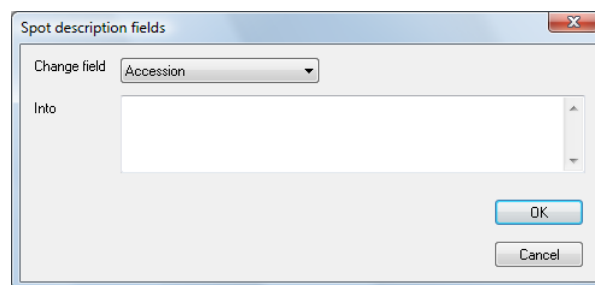 Spot description fields
Change field
Accession
Into
OK
Cancel